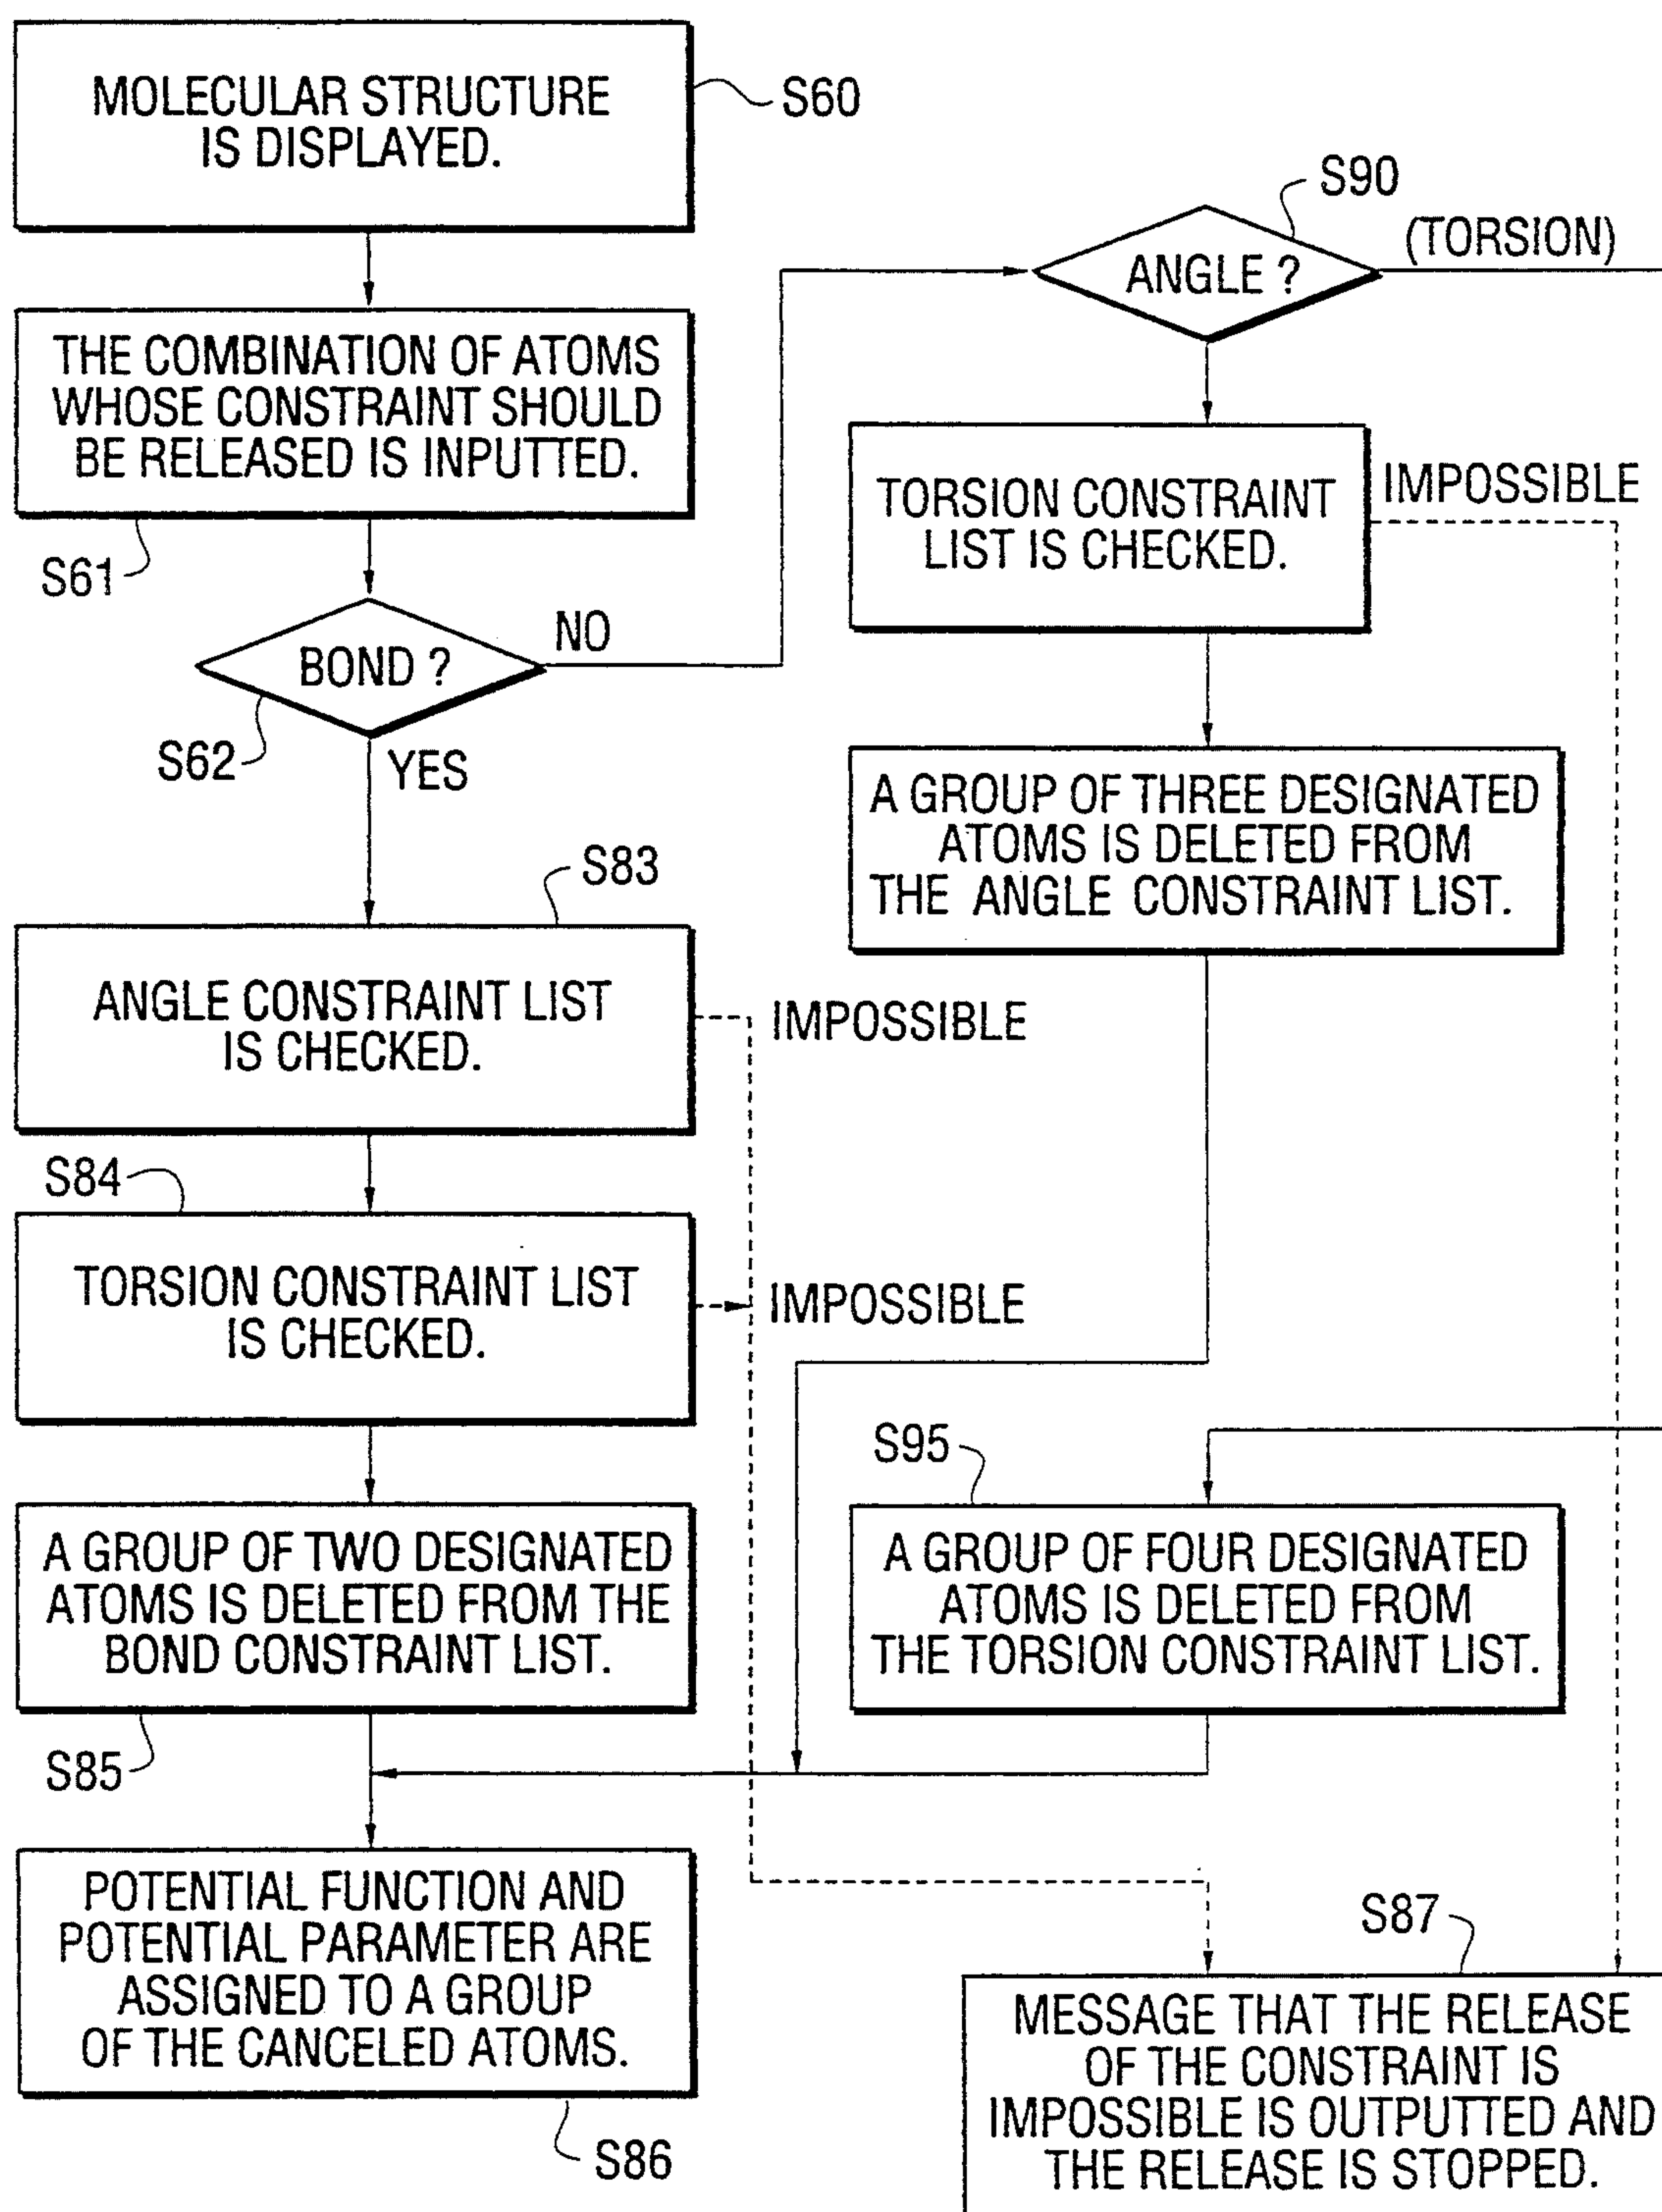 MOLECULAR STRUCTURE
IS DISPLAYED.
S60
THE COMBINATION OF ATOMS
WHOSE CONSTRAINT SHOULD
BE RELEASED IS INPUTTED.
S61
BOND ?
NO
S62
YES
S83
ANGLE CONSTRAINT LIST
IS CHECKED.
IMPOSSIBLE
S84
TORSION CONSTRAINT LIST
IS CHECKED.
IMPOSSIBLE
A GROUP OF TWO DESIGNATED
ATOMS IS DELETED FROM THE
BOND CONSTRAINT LIST.
S85
POTENTIAL FUNCTION AND
POTENTIAL PARAMETER ARE
ASSIGNED TO A GROUP
OF THE CANCELED ATOMS.
S86
S90
ANGLE ?
(TORSION)
TORSION CONSTRAINT
LIST IS CHECKED.
IMPOSSIBLE
A GROUP OF THREE DESIGNATED
ATOMS IS DELETED FROM
THE ANGLE CONSTRAINT LIST.
S95
A GROUP OF FOUR DESIGNATED
ATOMS IS DELETED FROM
THE TORSION CONSTRAINT LIST.
S87
MESSAGE THAT THE RELEASE
OF THE CONSTRAINT IS
IMPOSSIBLE IS OUTPUTTED AND
THE RELEASE IS STOPPED.